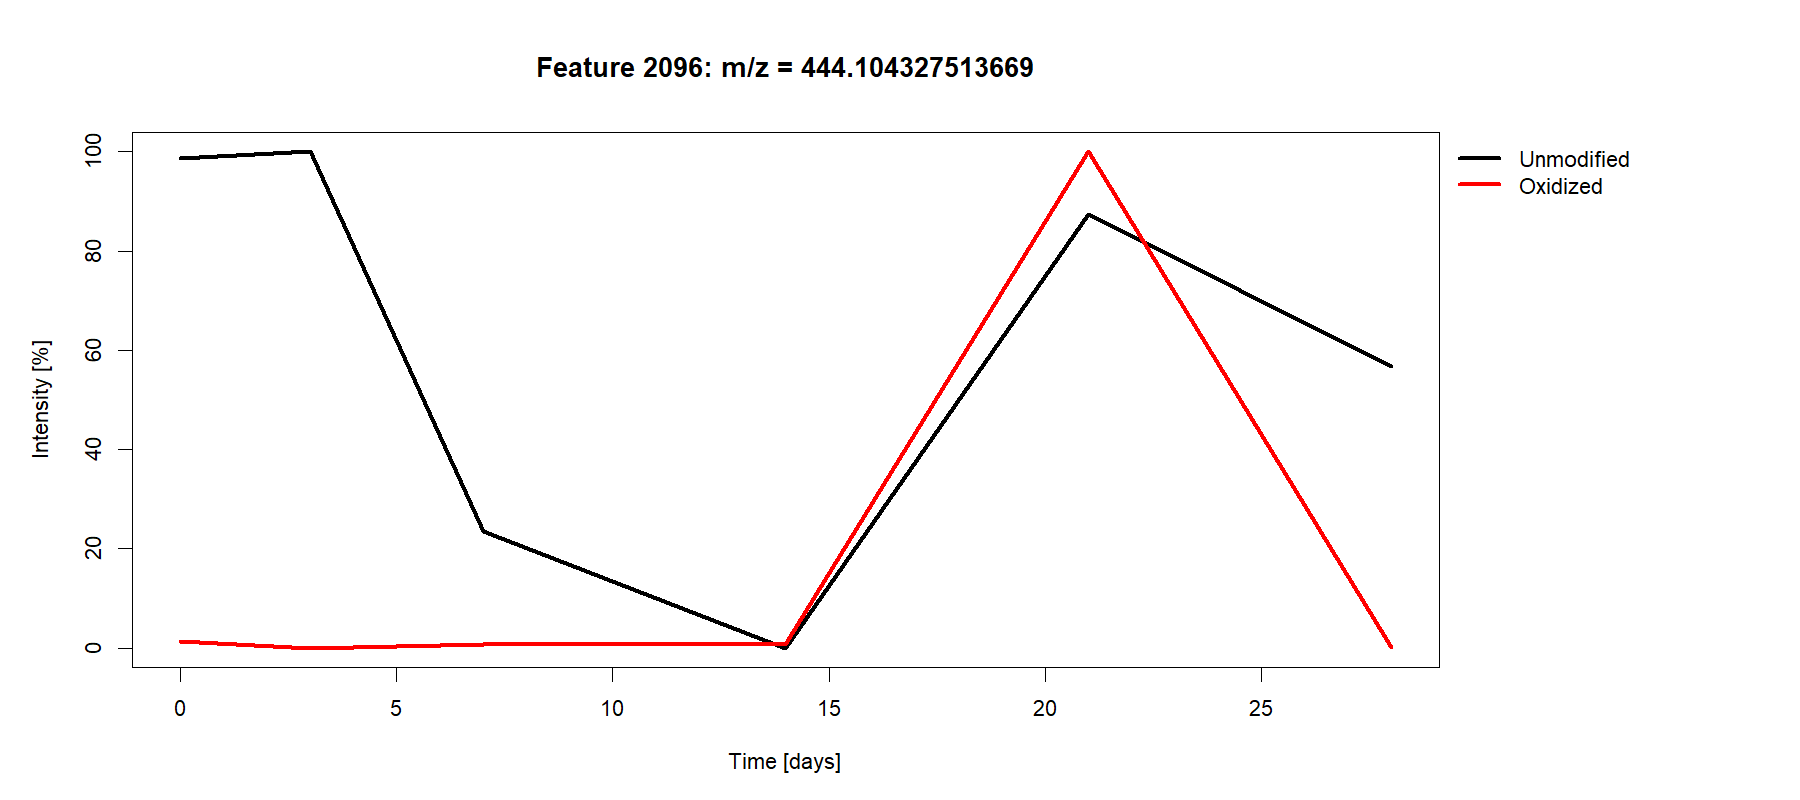 Feature 2096: m/z = 444.104327513669
Unmodified
Oxidized
Intensity [%]
100
80
60
40
20
0
0 5 10 15 20 25
Time [days]